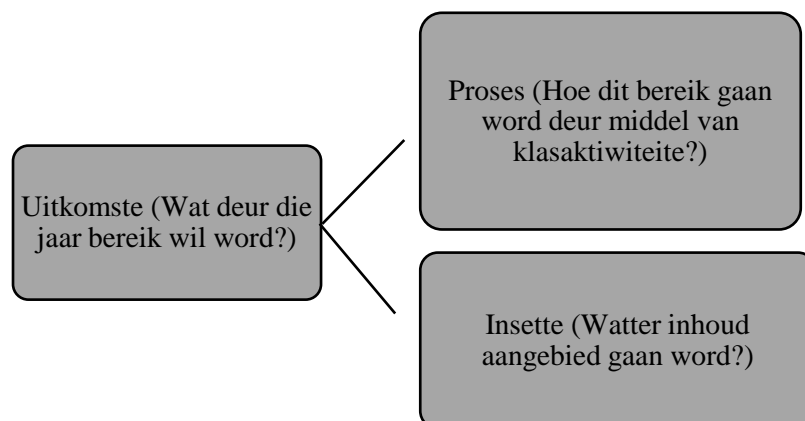 Uitkomste (Wat deur die
jaar bereik wil word?)
Proses (Hoe dit bereik gaan
word deur middel van
klasaktiwiteite?)
Insette (Watter inhoud
aangebied gaan word?)